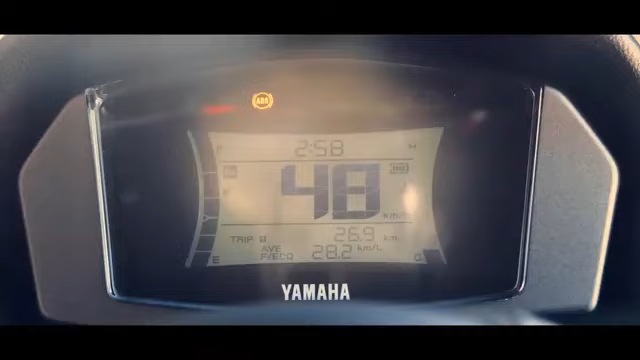 ABS
F H
2:58
48
km/h
TRIP B 26.9 km
AVE
F/ECO 28.2 km/L
E C
YAMAHA